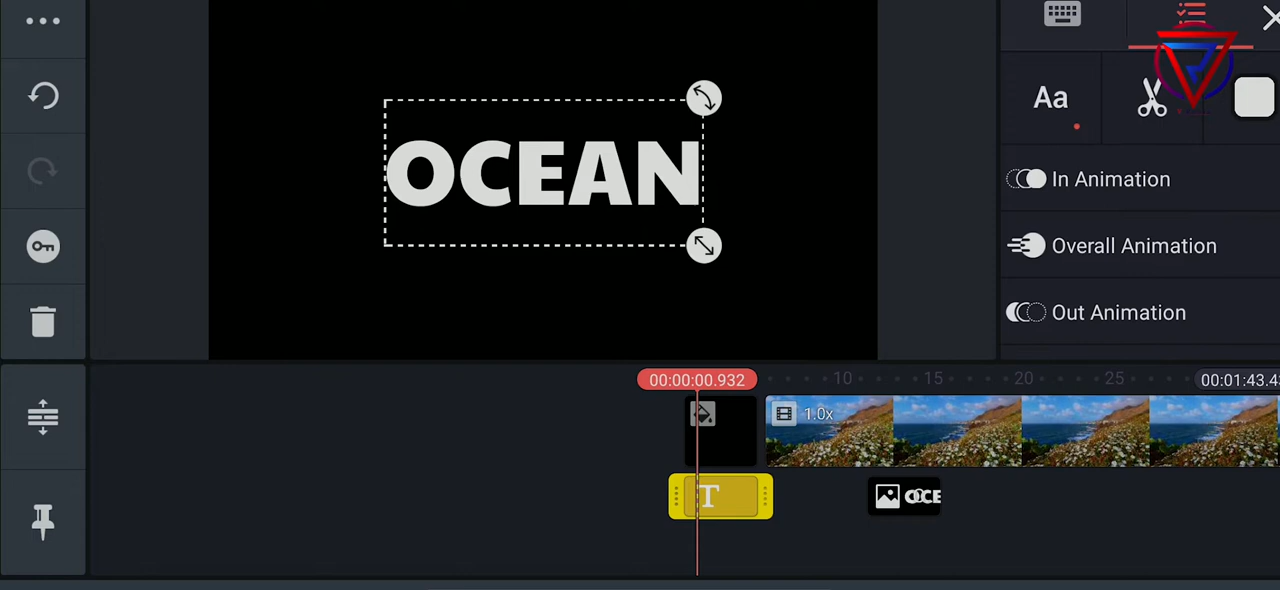 OCEAN
Aa
In Animation
Overall Animation
Out Animation
00:00:00.932
10
15
20
25
00:01:43.4
1.0x
T
OCE